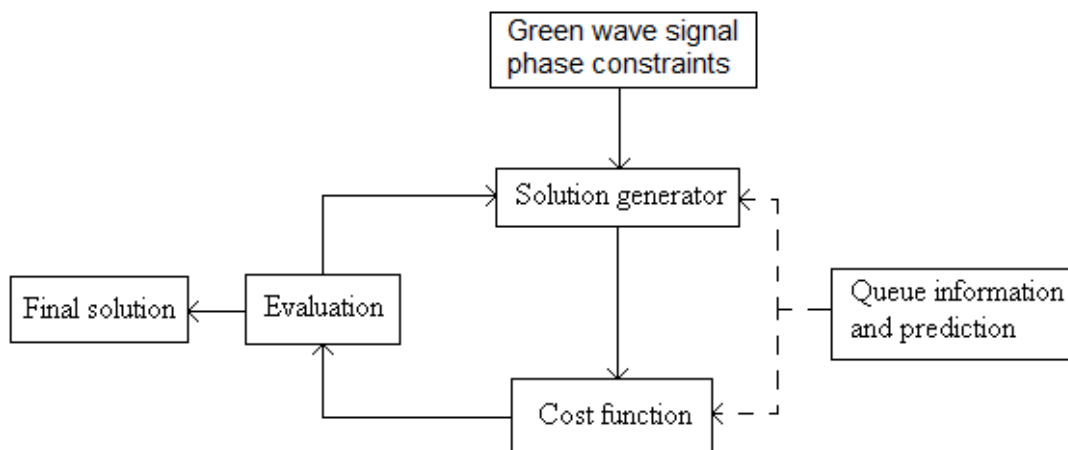 Green wave signal
phase constraints
Solution generator
Final solution
Evaluation
Queue information
and prediction
Cost function